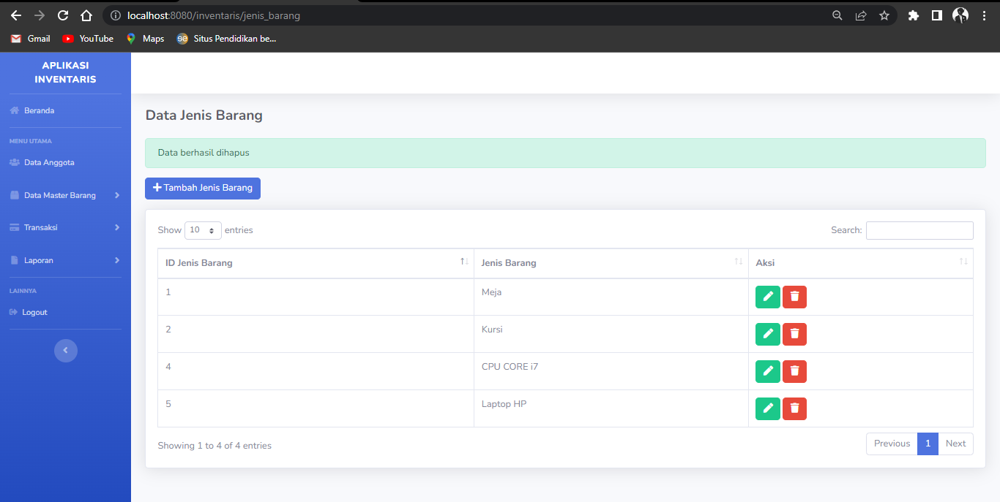 localhost:8080/inventaris/jenis_barang
Gmail YouTube Maps Situs Pendidikan be...
APLIKASI
INVENTARIS
Beranda
MENU UTAMA
Data Anggota
Data Master Barang
Transaksi
Laporan
LAINNYA
Logout
Data Jenis Barang
Data berhasil dihapus
Tambah Jenis Barang
Show 10 entries Search:
ID Jenis Barang Jenis Barang Aksi
1 Meja
2 Kursi
4 CPU CORE i7
5 Laptop HP
Showing 1 to 4 of 4 entries Previous 1 Next